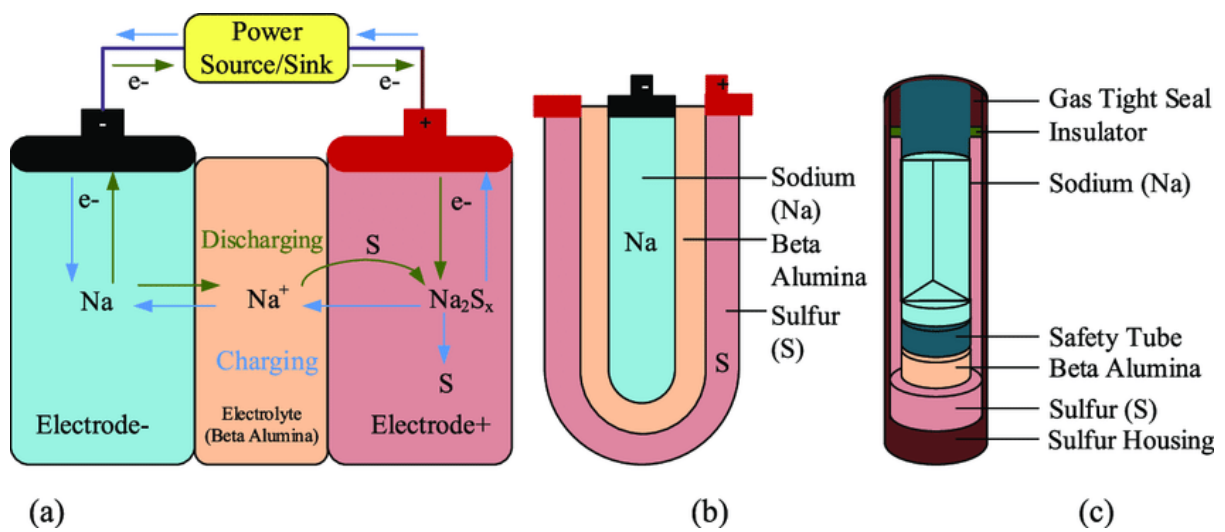 Power
Source/Sink
e-
e-
-
+
e-
e-
Discharging
S
Na
Na⁺
Na₂Sₓ
Charging
S
Electrode-
Electrolyte
(Beta Alumina)
Electrode+
(a)
-
+
Na
S
Sodium
(Na)
Beta
Alumina
Sulfur
(S)
(b)
Gas Tight Seal
Insulator
Sodium (Na)
Safety Tube
Beta Alumina
Sulfur (S)
Sulfur Housing
(c)